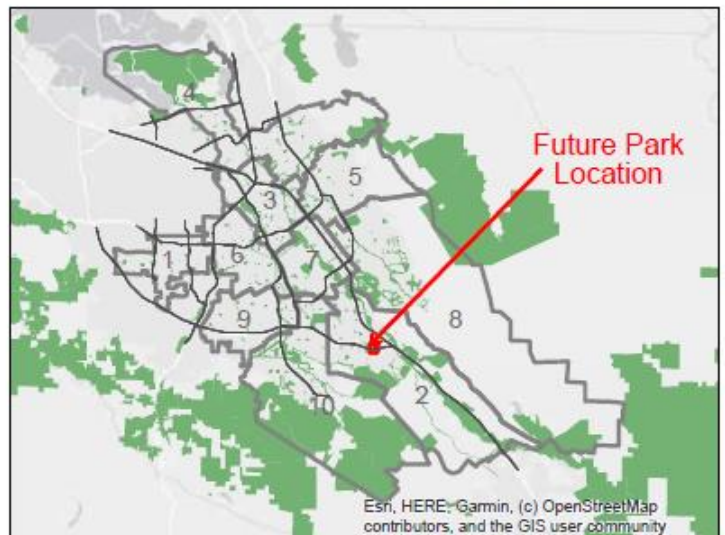 4
Future Park
Location
5
3
1
6
7
8
9
2
10
Esri, HERE, Garmin, (c) OpenStreetMap
contributors, and the GIS user community